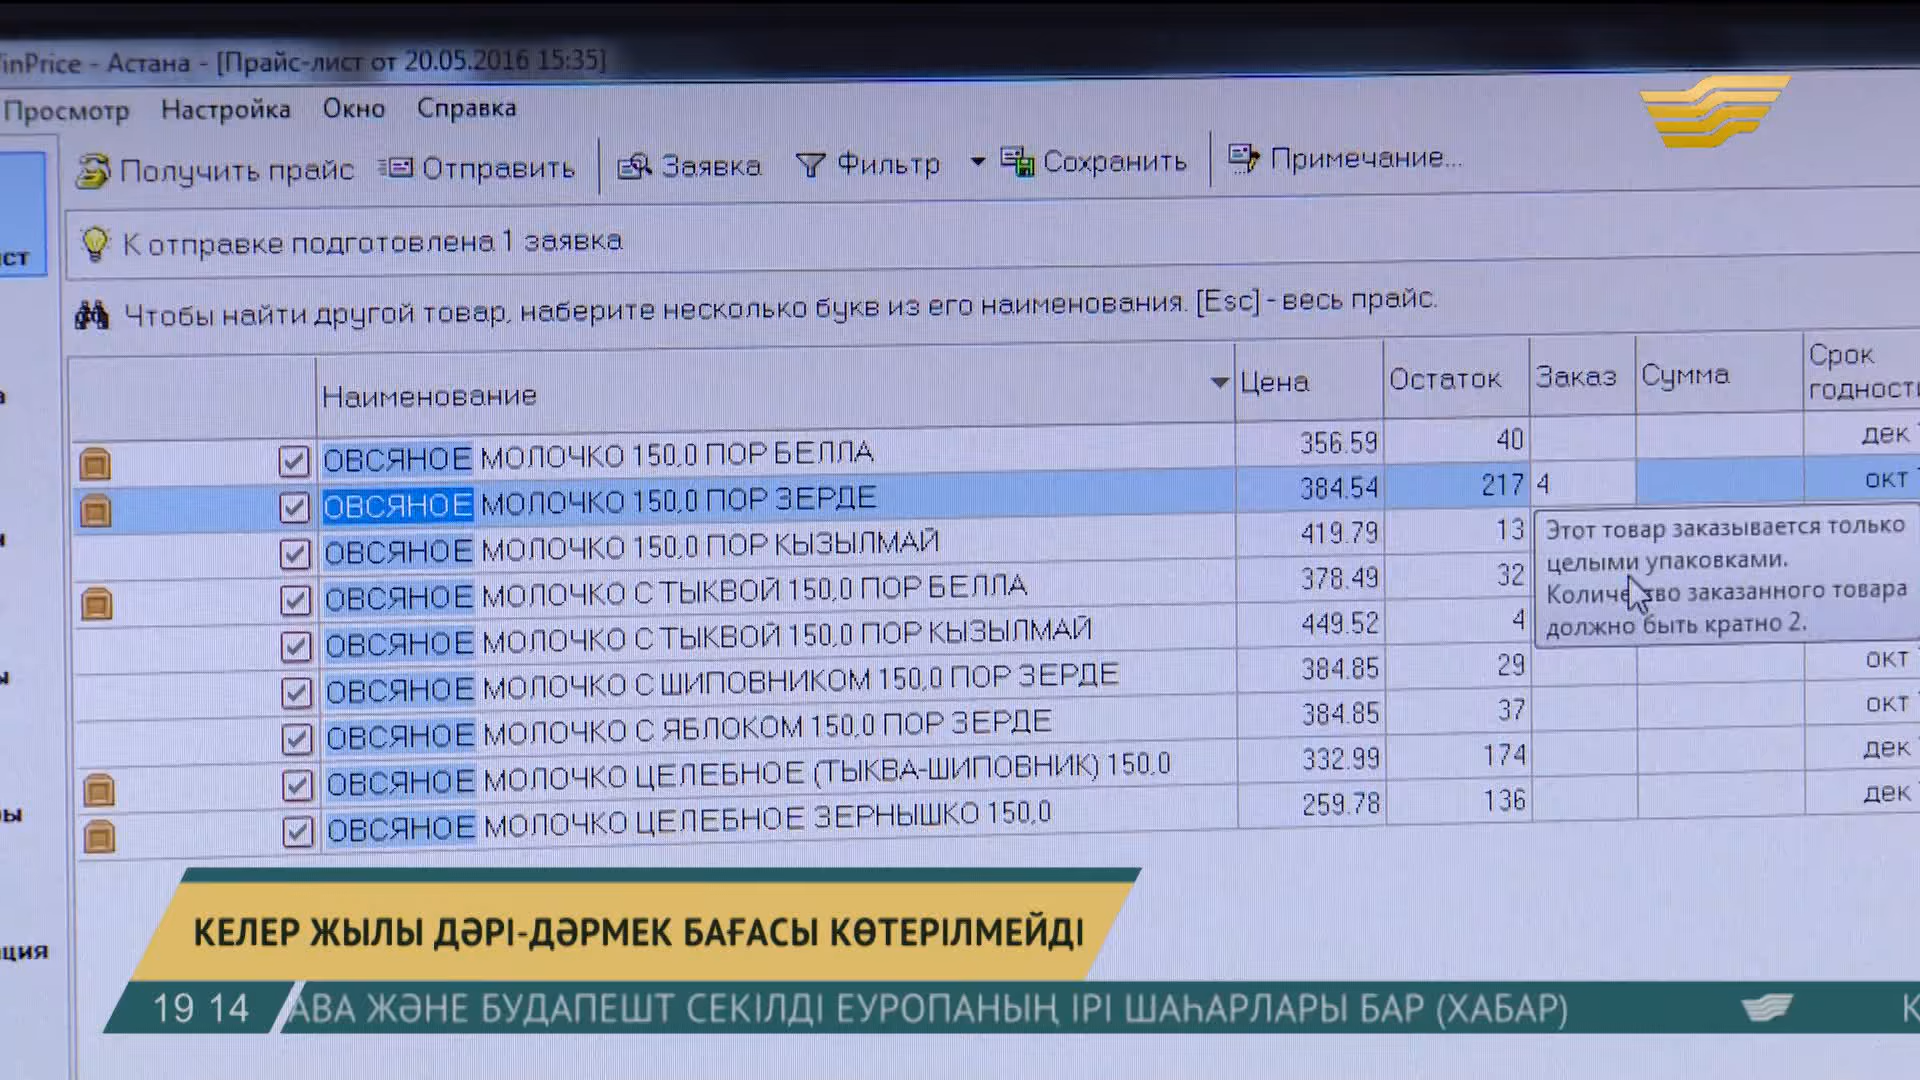 inPrice - Астана - [Прайс-лист от 20.05.2016 15:35]
Просмотр Настройка Окно Справка
Получить прайс Отправить Заявка Фильтр Сохранить Примечание...
К отправке подготовлена 1 заявка
Чтобы найти другой товар, наберите несколько букв из его наименования. [Esc] - весь прайс.
Наименование Цена Остаток Заказ Сумма Срок годности
ОВСЯНОЕ МОЛОЧКО 150,0 ПОР БЕЛЛА 356.59 40 дек
ОВСЯНОЕ МОЛОЧКО 150,0 ПОР ЗЕРДЕ 384.54 217 4 окт
ОВСЯНОЕ МОЛОЧКО 150,0 ПОР КЫЗЫЛМАЙ 419.79 13
ОВСЯНОЕ МОЛОЧКО С ТЫКВОЙ 150,0 ПОР БЕЛЛА 378.49 32
ОВСЯНОЕ МОЛОЧКО С ТЫКВОЙ 150,0 ПОР КЫЗЫЛМАЙ 449.52 4
ОВСЯНОЕ МОЛОЧКО С ШИПОВНИКОМ 150,0 ПОР ЗЕРДЕ 384.85 29 окт
ОВСЯНОЕ МОЛОЧКО С ЯБЛОКОМ 150,0 ПОР ЗЕРДЕ 384.85 37 окт
ОВСЯНОЕ МОЛОЧКО ЦЕЛЕБНОЕ (ТЫКВА-ШИПОВНИК) 150,0 332.99 174 дек
ОВСЯНОЕ МОЛОЧКО ЦЕЛЕБНОЕ ЗЕРНЫШКО 150,0 259.78 136 дек
Этот товар заказывается только
целыми упаковками.
Количество заказанного товара
должно быть кратно 2.
КЕЛЕР ЖЫЛЫ ДӘРІ-ДӘРМЕК БАҒАСЫ КӨТЕРІЛМЕЙДІ
19 14 АВА ЖӘНЕ БУДАПЕШТ СЕКІЛДІ ЕУРОПАНЫҢ ІРІ ШАҺАРЛАРЫ БАР (ХАБАР)